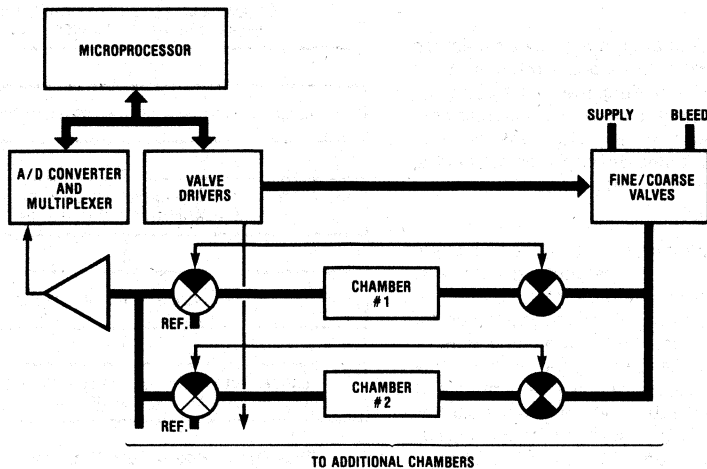 MICROPROCESSOR
SUPPLY
BLEED
A/D CONVERTER
AND
MULTIPLEXER
VALVE
DRIVERS
FINE/COARSE
VALVES
CHAMBER
#1
REF.
CHAMBER
#2
REF.
TO ADDITIONAL CHAMBERS